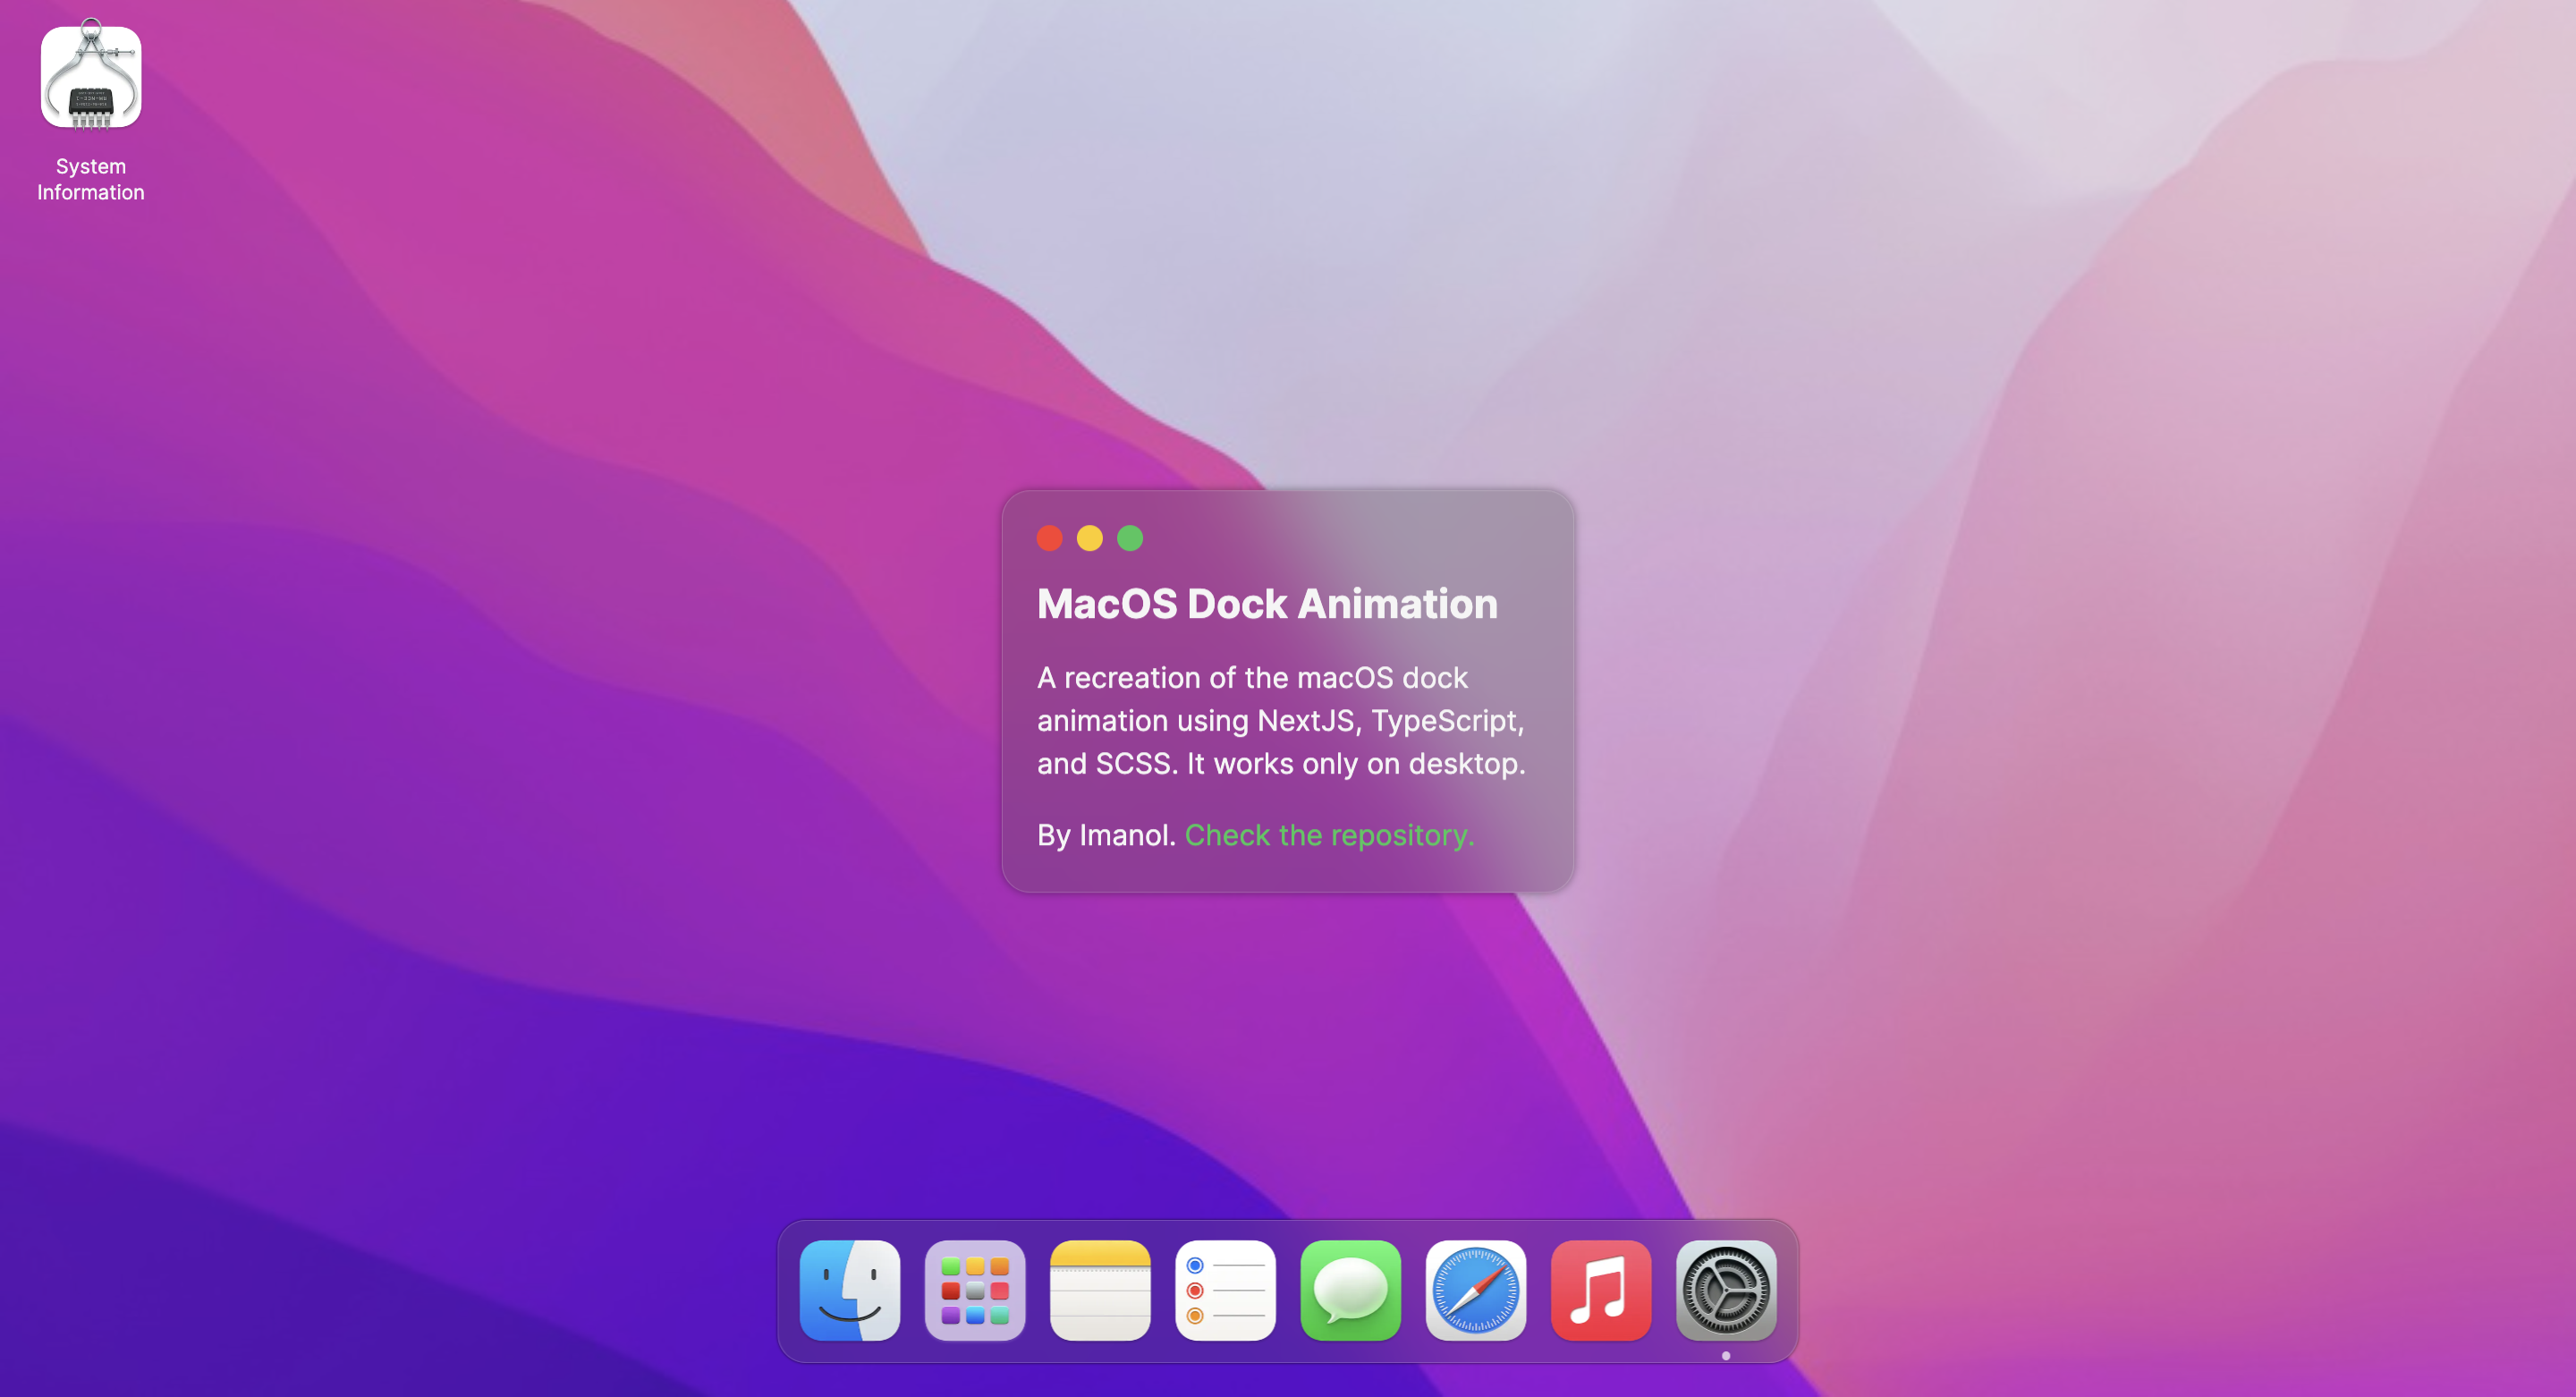 System
Information
MacOS Dock Animation
A recreation of the macOS dock
animation using NextJS, TypeScript,
and SCSS. It works only on desktop.
By Imanol. Check the repository.